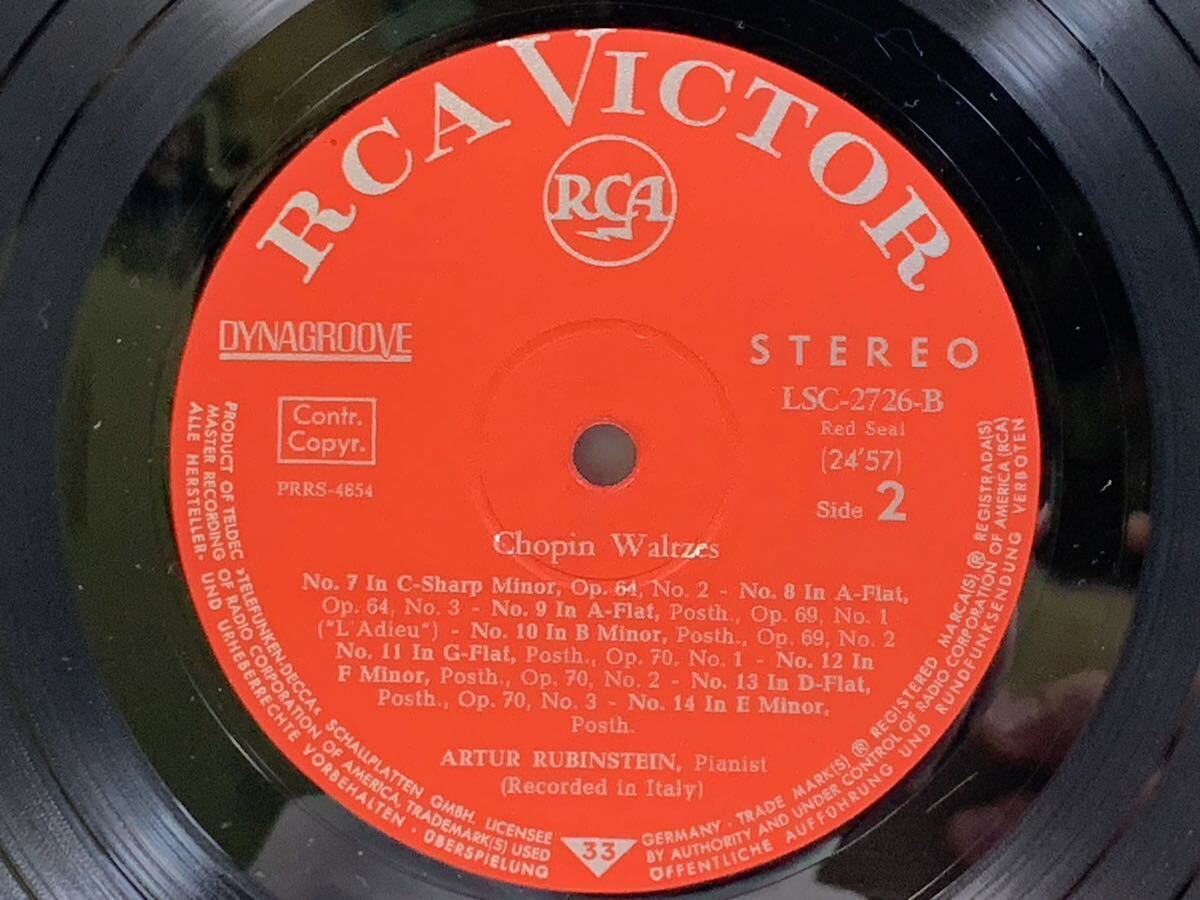 RCA VICTOR
RCA
DYNAGROOVE
STEREO
Contr.
Copyr.
PRRS-4854
LSC-2726-B
Red Seal
(24'57)
Side 2
Chopin Waltzes
No. 7 In C-Sharp Minor, Op. 64, No. 2 - No. 8 In A-Flat,
Op. 64, No. 3 - No. 9 In A-Flat, Posth., Op. 69, No. 1
("L'Adieu") - No. 10 In B Minor, Posth., Op. 69, No. 2
No. 11 In G-Flat, Posth., Op. 70, No. 1 - No. 12 In
F Minor, Posth., Op. 70, No. 2 - No. 13 In D-Flat,
Posth., Op. 70, No. 3 - No. 14 In E Minor,
Posth.
ARTUR RUBINSTEIN, Pianist
(Recorded in Italy)
33
PRODUCT OF TELDEC »TELFUNKEN-DECCA« SCHALLPLATTEN GMBH. LICENSEE
MASTER RECORDING OF RADIO CORPORATION OF AMERICA, TRADEMARK(S) USED
ALLE HERSTELLER- UND URHEBERRECHTE VORBEHALTEN · ÜBERSPIELUNG
GERMANY · TRADE MARK(S) ® REGISTERED MARCA(S) ® REGISTRADA(S)
BY AUTHORITY AND UNDER CONTROL OF RADIO CORPORATION OF AMERICA (RCA)
ÖFFENTLICHE AUFFÜHRUNG UND RUNDFUNKSENDUNG VERBOTEN